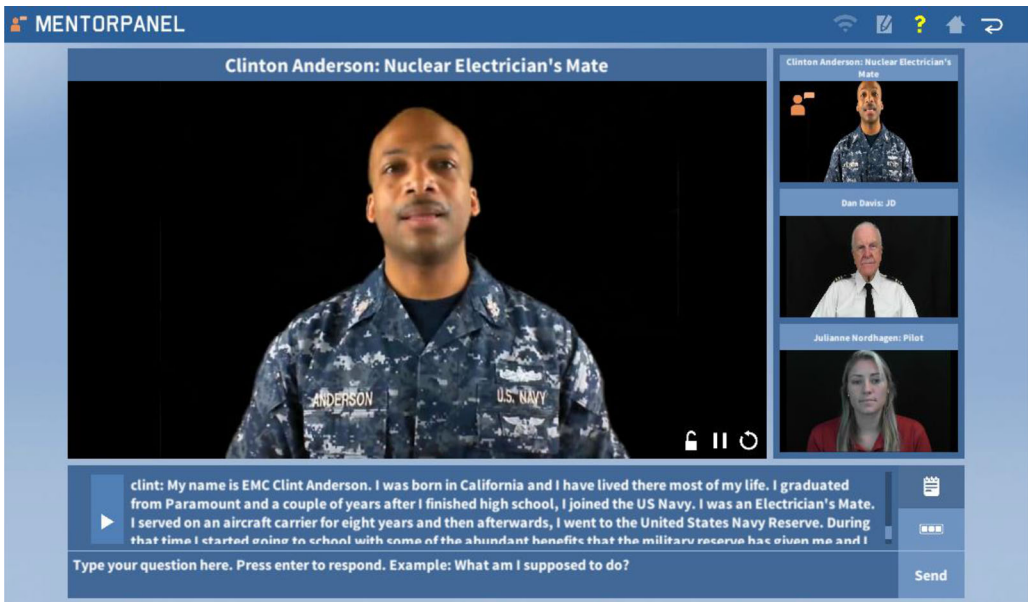 MENTORPANEL
?
Clinton Anderson: Nuclear Electrician's Mate
Clinton Anderson: Nuclear Electrician's
Mate
Dan Davis: JD
Julianne Nordhagen: Pilot
ANDERSON
U.S. NAVY
clint: My name is EMC Clint Anderson. I was born in California and I have lived there most of my life. I graduated
from Paramount and a couple of years after I finished high school, I joined the US Navy. I was an Electrician's Mate.
I served on an aircraft carrier for eight years and then afterwards, I went to the United States Navy Reserve. During
that time I started going to school with some of the abundant benefits that the military reserve has given me and I
Type your question here. Press enter to respond. Example: What am I supposed to do?
Send